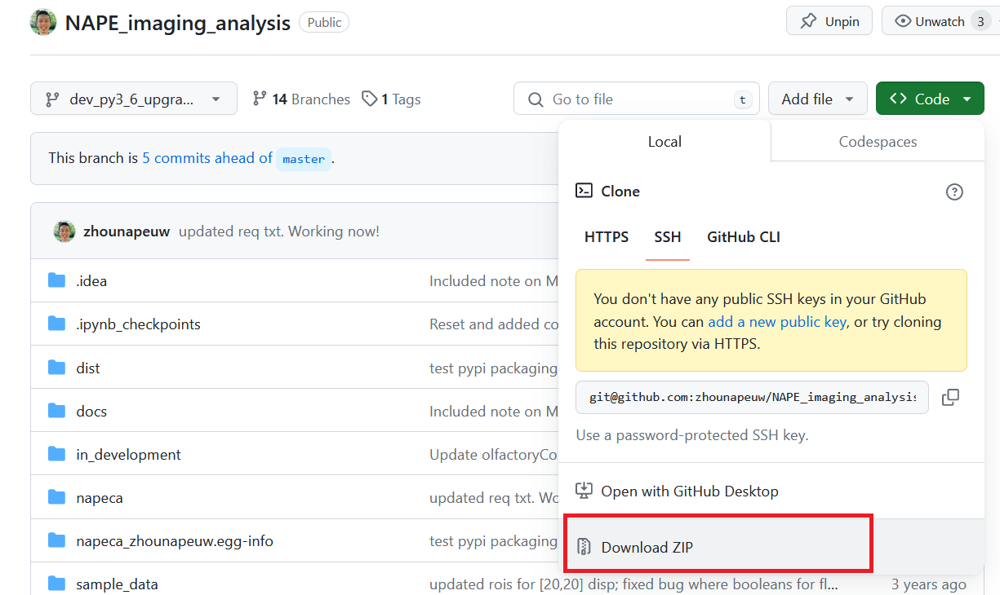 NAPE_imaging_analysis Public Unpin Unwatch 3
dev_py3_6_upgra... 14 Branches 1 Tags Go to file t Add file Code
This branch is 5 commits ahead of master .
Local Codespaces
Clone
HTTPS SSH GitHub CLI
You don't have any public SSH keys in your GitHub
account. You can add a new public key, or try cloning
this repository via HTTPS.
git@github.com:zhounapeuw/NAPE_imaging_analysis
Use a password-protected SSH key.
Open with GitHub Desktop
Download ZIP
zhounapeuw updated req txt. Working now!
.idea Included note on M
.ipynb_checkpoints Reset and added co
dist test pypi packaging
docs Included note on M
in_development Update olfactoryCo
napeca updated req txt. Wo
napeca_zhounapeuw.egg-info test pypi packaging
sample_data updated rois for [20,20] disp; fixed bug where booleans for fl... 3 years ago